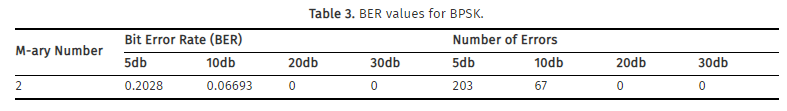 Table 3. BER values for BPSK.
M-ary Number Bit Error Rate (BER) Number of Errors
5db 10db 20db 30db 5db 10db 20db 30db
2 0.2028 0.06693 0 0 203 67 0 0